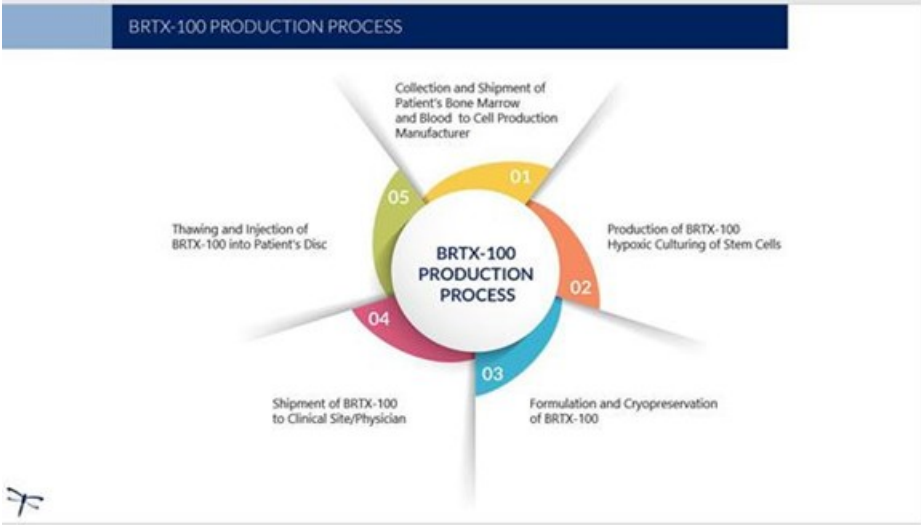 BRTX-100 PRODUCTION PROCESS
Collection and Shipment of
Patient's Bone Marrow
and Blood to Cell Production
Manufacturer
01
Production of BRTX-100
Hypoxic Culturing of Stem Cells
02
Formulation and Cryopreservation
of BRTX-100
03
Shipment of BRTX-100
to Clinical Site/Physician
04
Thawing and Injection of
BRTX-100 into Patient's Disc
05
BRTX-100
PRODUCTION
PROCESS